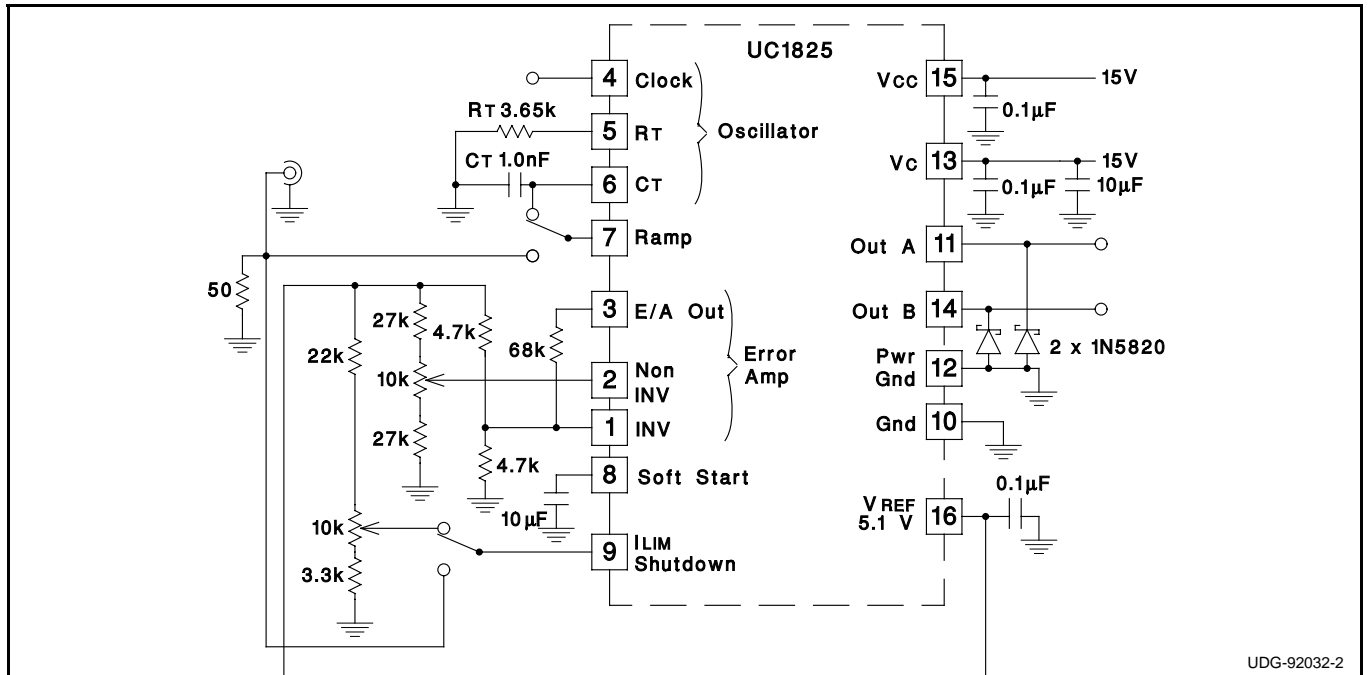 UC1825
4 Clock
RT 3.65k
5 RT
Oscillator
CT 1.0nF
6 CT
7 Ramp
50
3 E/A Out
27k
4.7k
22k
68k
Error
Amp
10k
2 Non
INV
27k
1 INV
4.7k
8 Soft Start
10μF
10k
9 ILIM
Shutdown
3.3k
Vcc 15
15V
0.1μF
Vc 13
15V
0.1μF
10μF
Out A 11
Out B 14
2 x 1N5820
Pwr
Gnd 12
Gnd 10
0.1μF
VREF
5.1 V 16
UDG-92032-2